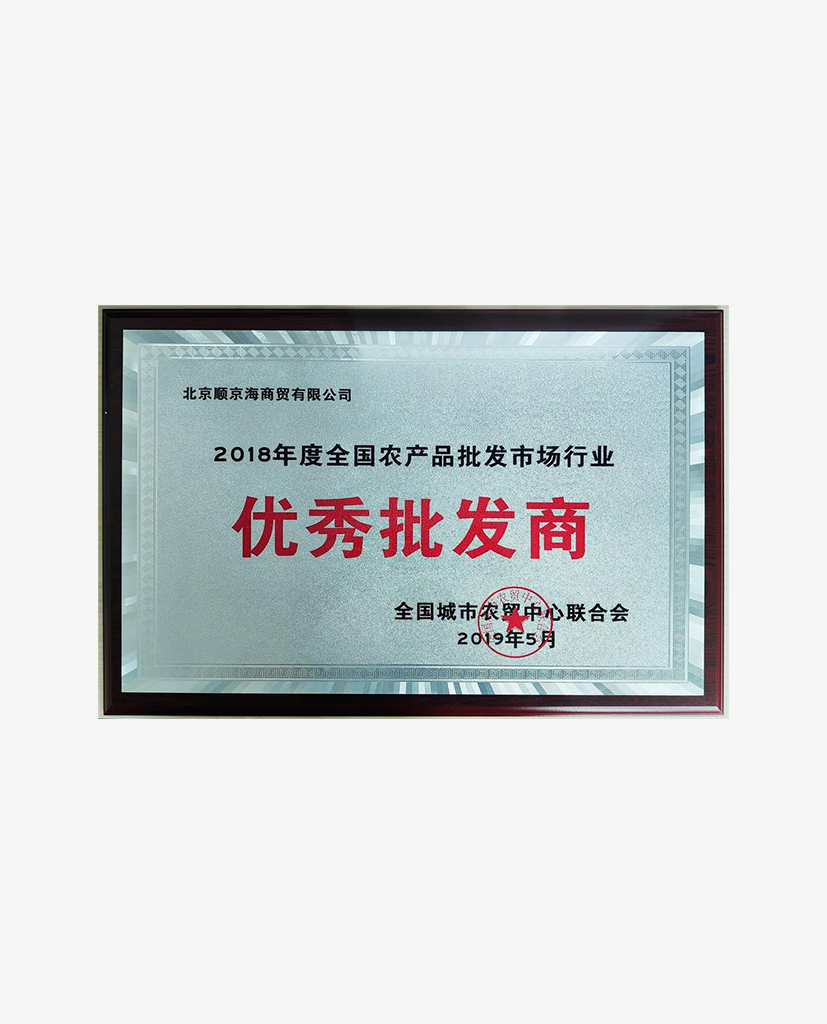 北京顺京海商贸有限公司
2018年度全国农产品批发市场行业
优秀批发商
全国城市农贸中心联合会
2019年5月